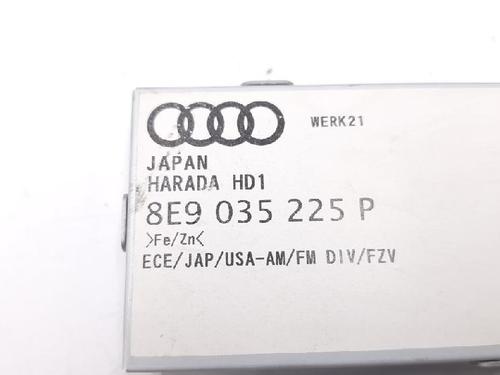 WERK21
JAPAN
HARADA HD1
8E9 035 225 P
>Fe/Zn<
ECE/JAP/USA-AM/FM DIV/FZV